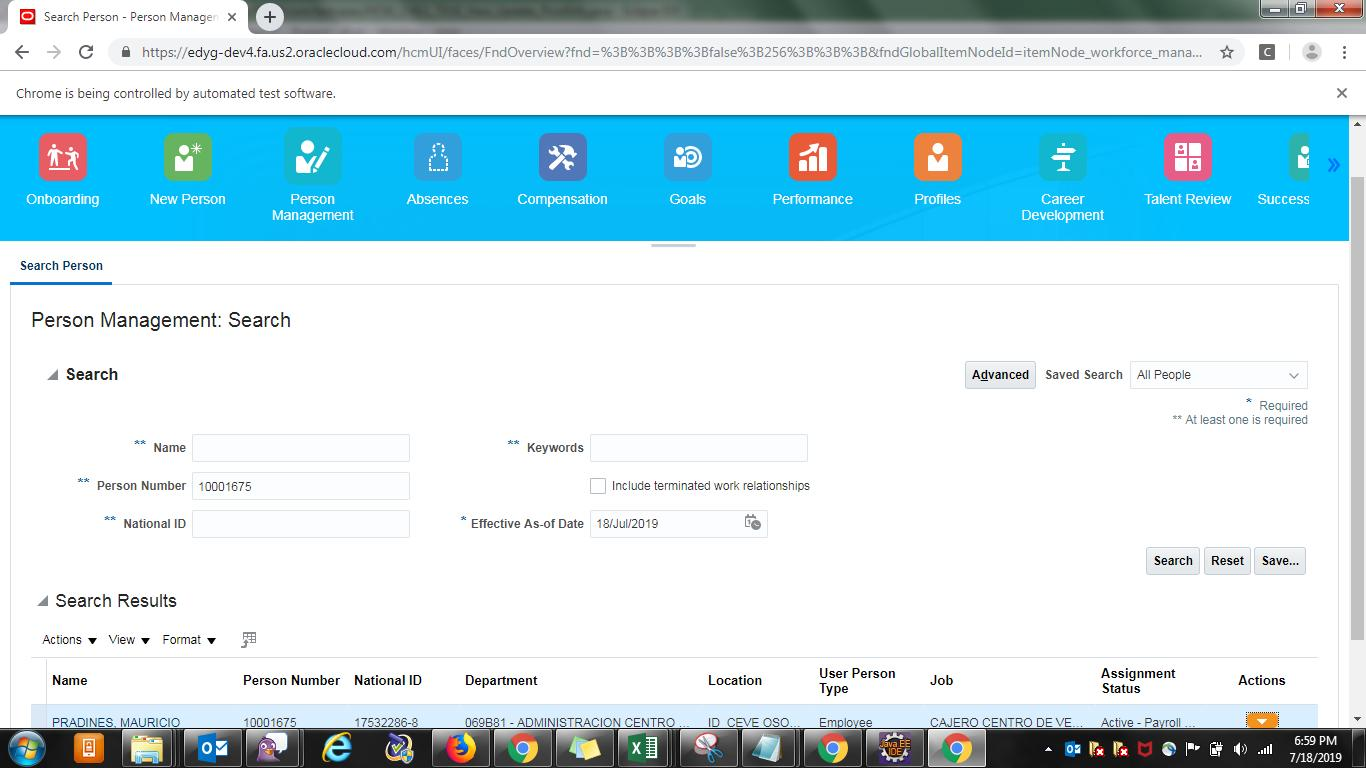 Search Person - Person Managen
https://edyg-dev4.fa.us2.oraclecloud.com/hcmUI/faces/FndOverview?fnd=%3B%3B%3B%3Bfalse%3B256%3B%3B%3B&fndGlobalItemNodeId=itemNode_workforce_mana...
C
Chrome is being controlled by automated test software.
Onboarding
New Person
Person Management
Absences
Compensation
Goals
Performance
Profiles
Career Development
Talent Review
Success
Search Person
Person Management: Search
Search
Advanced Saved Search All People
* Required
** At least one is required
** Name
** Keywords
** Person Number 10001675
Include terminated work relationships
** National ID
* Effective As-of Date 18/Jul/2019
Search Reset Save...
Search Results
Actions View Format
Name Person Number National ID Department Location User Person Type Job Assignment Status Actions
PRADINES, MAURICIO 10001675 17532286-8 069B81 - ADMINISTRACION CENTRO ... ID_CEVE OSO... Employee CAJERO CENTRO DE VE... Active - Payroll ...
Java EE IDE
6:59 PM
7/18/2019